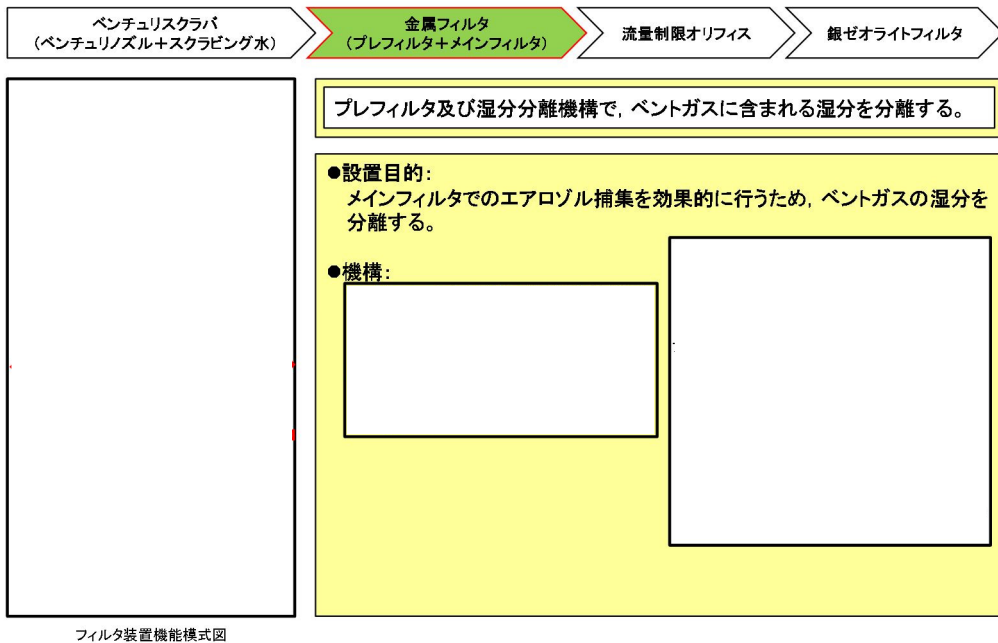 ベンチュリスクラバ
(ベンチュリノズル+スクラビング水)
金属フィルタ
(プレフィルタ+メインフィルタ)
流量制限オリフィス
銀ゼオライトフィルタ
プレフィルタ及び湿分分離機構で,ベントガスに含まれる湿分を分離する。
●設置目的:
メインフィルタでのエアロゾル捕集を効果的に行うため,ベントガスの湿分を
分離する。
●機構:
フィルタ装置機能模式図